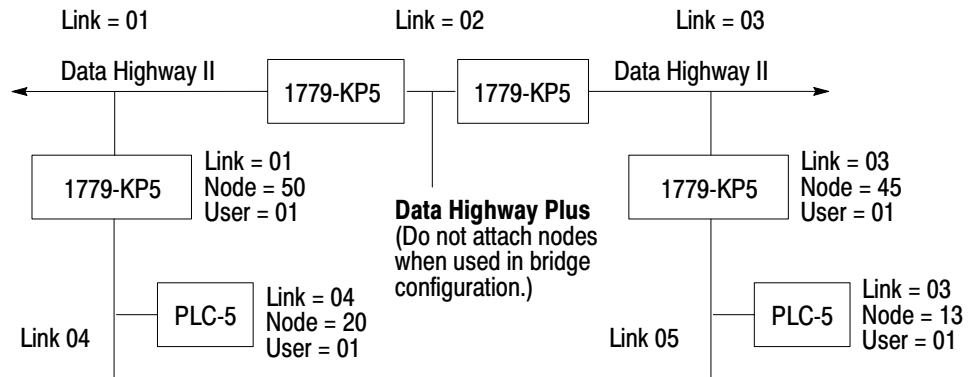 Link = 01
Link = 02
Link = 03
Data Highway II
1779-KP5
1779-KP5
Data Highway II
1779-KP5
Link = 01
Node = 50
User = 01
Data Highway Plus
(Do not attach nodes
when used in bridge
configuration.)
1779-KP5
Link = 03
Node = 45
User = 01
Link 04
PLC-5
Link = 04
Node = 20
User = 01
Link 05
PLC-5
Link = 03
Node = 13
User = 01